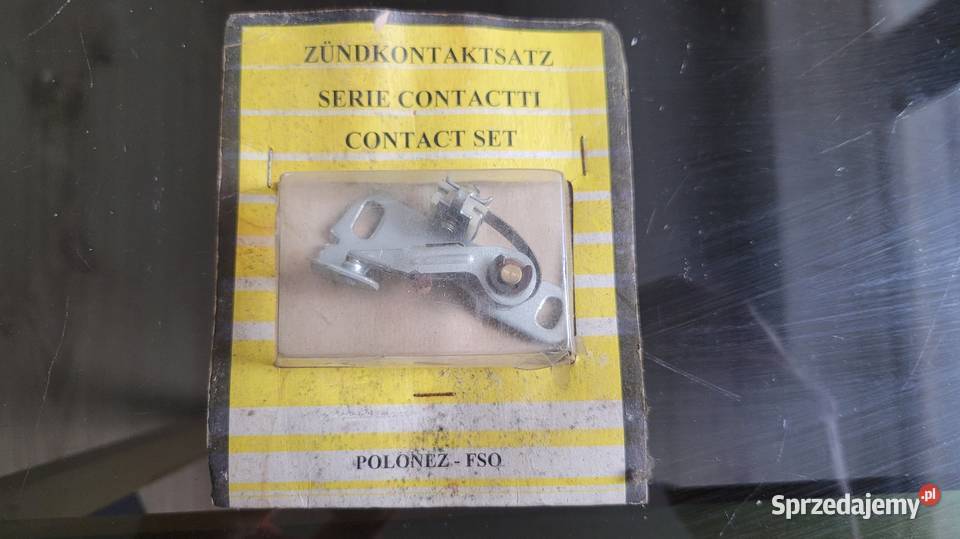 ZÜNDKONTAKTSATZ
SERIE CONTACTTI
CONTACT SET
POLONEZ - FSO
Sprzedajemy.pl